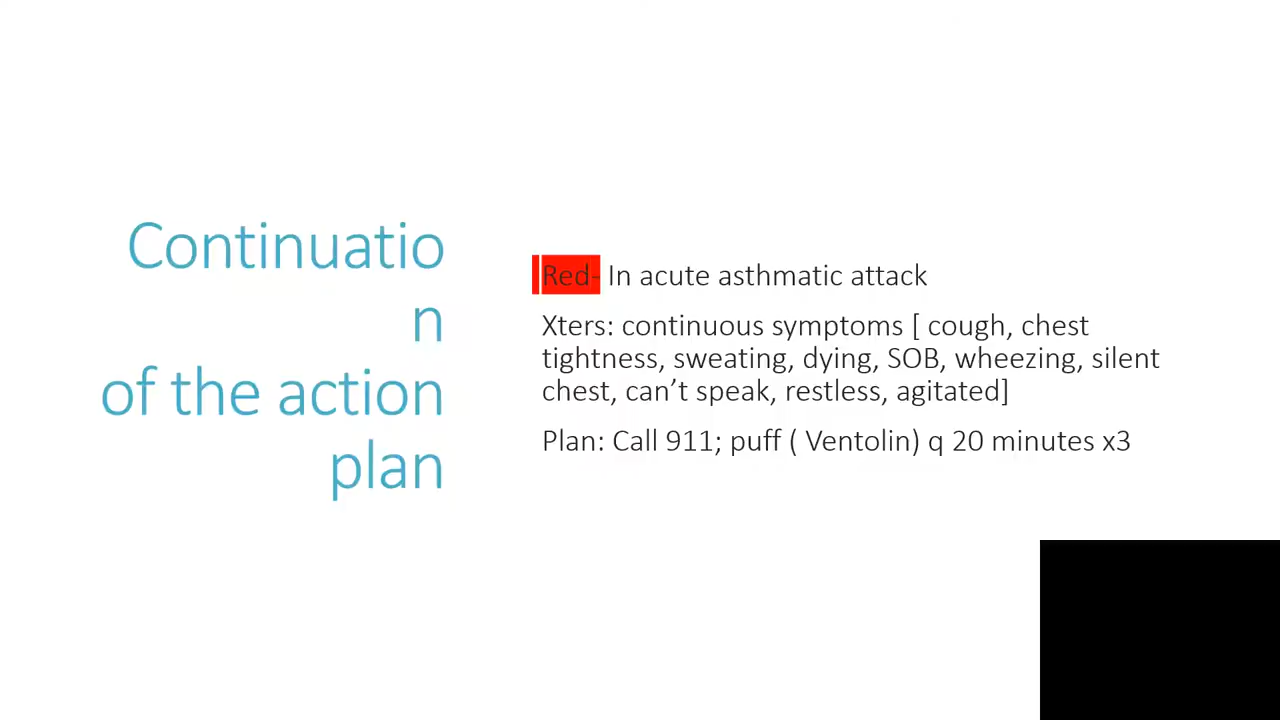 Continuatio
n
of the action
plan
Red- In acute asthmatic attack
Xters: continuous symptoms [ cough, chest
tightness, sweating, dying, SOB, wheezing, silent
chest, can’t speak, restless, agitated]
Plan: Call 911; puff ( Ventolin) q 20 minutes x3